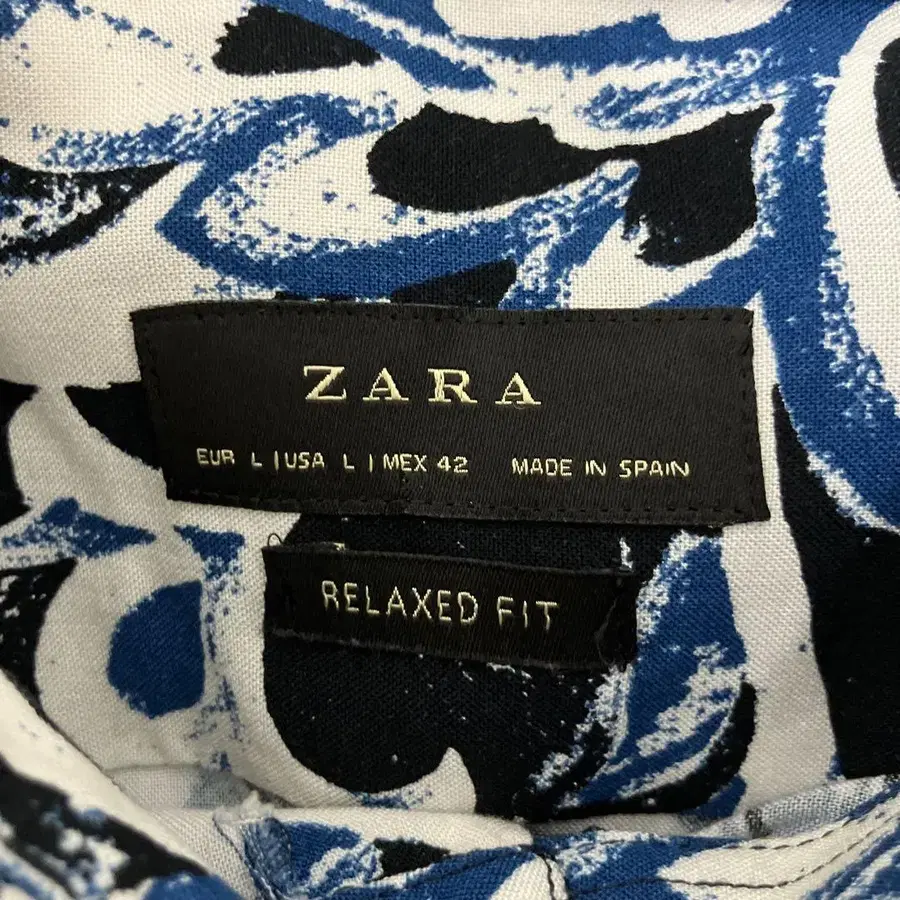 ZARA
EUR L | USA L | MEX 42 MADE IN SPAIN
RELAXED FIT